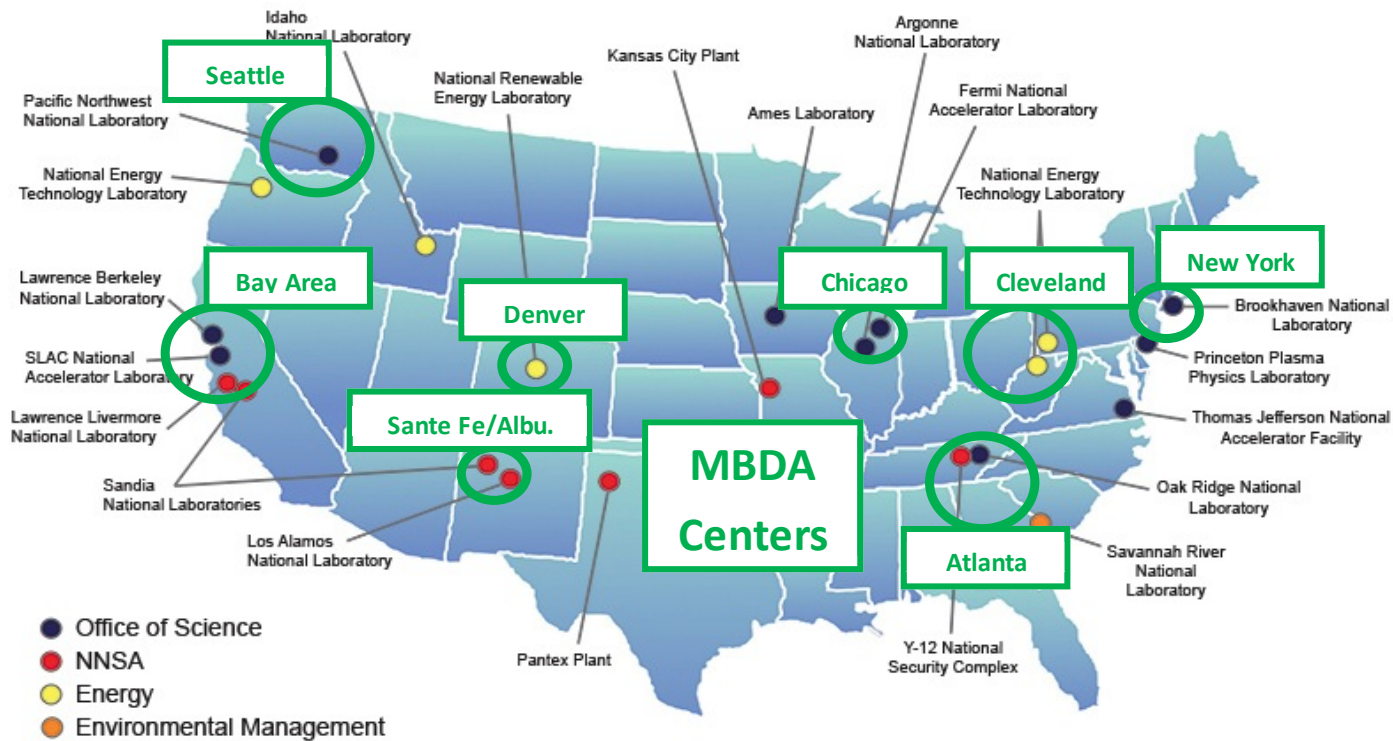 Idaho
National Laboratory
Argonne
National Laboratory
Kansas City Plant
Seattle
National Renewable
Energy Laboratory
Fermi National
Accelerator Laboratory
Pacific Northwest
National Laboratory
Ames Laboratory
National Energy
Technology Laboratory
National Energy
Technology Laboratory
Bay Area
Chicago
Cleveland
New York
Lawrence Berkeley
National Laboratory
Denver
Brookhaven National
Laboratory
SLAC National
Accelerator Laboratory
Princeton Plasma
Physics Laboratory
Lawrence Livermore
National Laboratory
Sante Fe/Albu.
Thomas Jefferson National
Accelerator Facility
MBDA
Centers
Sandia
National Laboratories
Oak Ridge National
Laboratory
Los Alamos
National Laboratory
Atlanta
Savannah River
National
Laboratory
Office of Science
NNSA
Energy
Environmental Management
Pantex Plant
Y-12 National
Security Complex